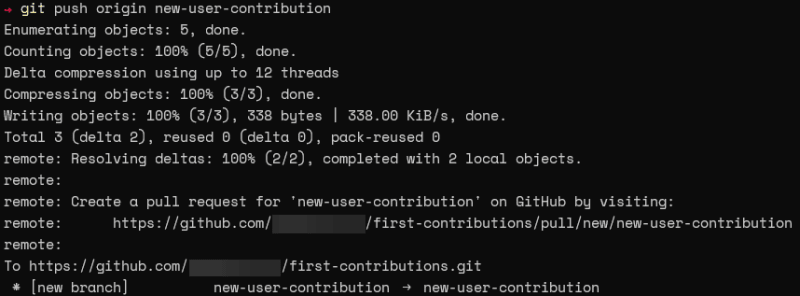 → git push origin new-user-contribution
Enumerating objects: 5, done.
Counting objects: 100% (5/5), done.
Delta compression using up to 12 threads
Compressing objects: 100% (3/3), done.
Writing objects: 100% (3/3), 338 bytes | 338.00 KiB/s, done.
Total 3 (delta 2), reused 0 (delta 0), pack-reused 0
remote: Resolving deltas: 100% (2/2), completed with 2 local objects.
remote:
remote: Create a pull request for 'new-user-contribution' on GitHub by visiting:
remote:      https://github.com/ /first-contributions/pull/new/new-user-contribution
remote:
To https://github.com/ /first-contributions.git
 * [new branch]          new-user-contribution → new-user-contribution